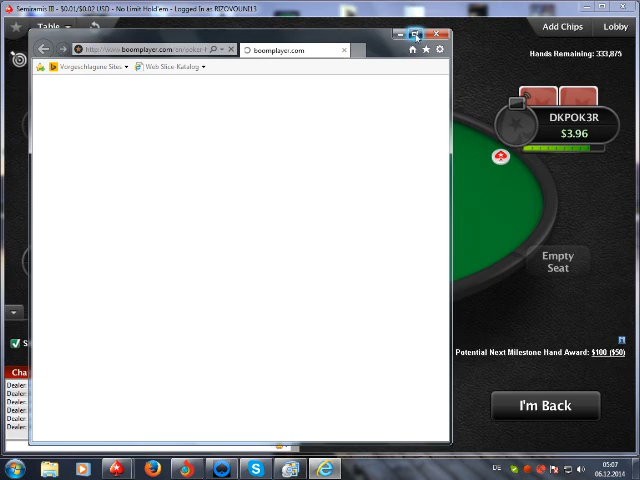 Semiramis III - $0.01/$0.02 USD - No Limit Hold'em - Logged In as RIZOVOUNI13
Table
Add Chips
Lobby
http://www.boomplayer.com/en/poker-h
boomplayer.com
Vorgeschlagene Sites
Web Slice-Katalog
Hands Remaining: 333,875
DKPOK3R
$3.96
Empty
Seat
Potential Next Milestone Hand Award: $100 ($50)
Cha
Dealer:
Dealer:
Dealer:
Dealer:
Dealer:
Dealer:
I'm Back
DE
05:07
06.12.2014